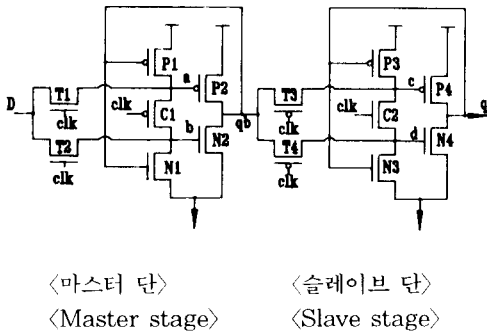 P1 P3
T1 a P2 T3 c P4
D clk C1 clk C2 q
clk b N2 qb clk d N4
T2 T4
clk N1 clk N3
〈마스터 단〉 〈슬레이브 단〉
〈Master stage〉 〈Slave stage〉